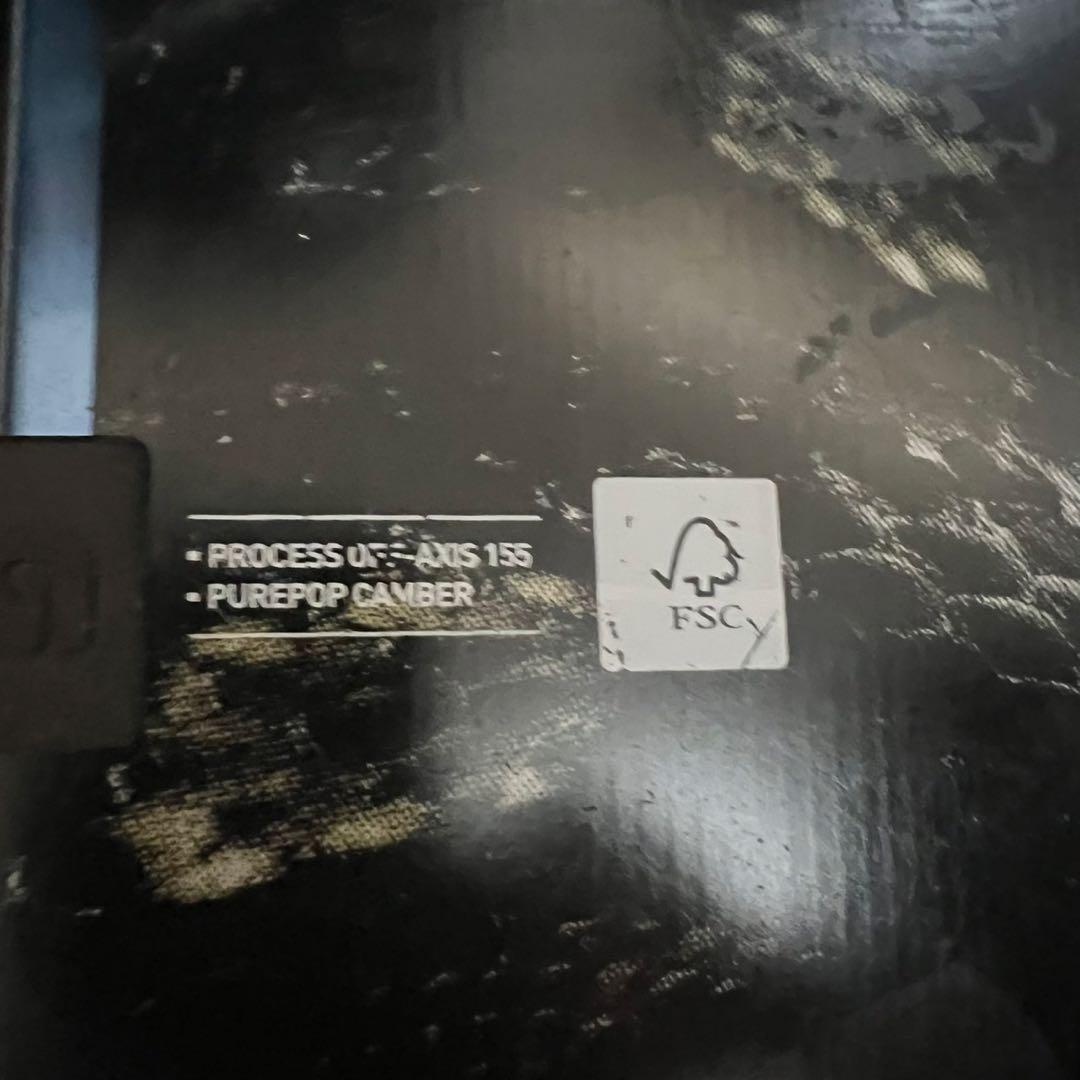 • PROCESS OFF-AXIS 155
• PUREPOP CAMBER
FSC